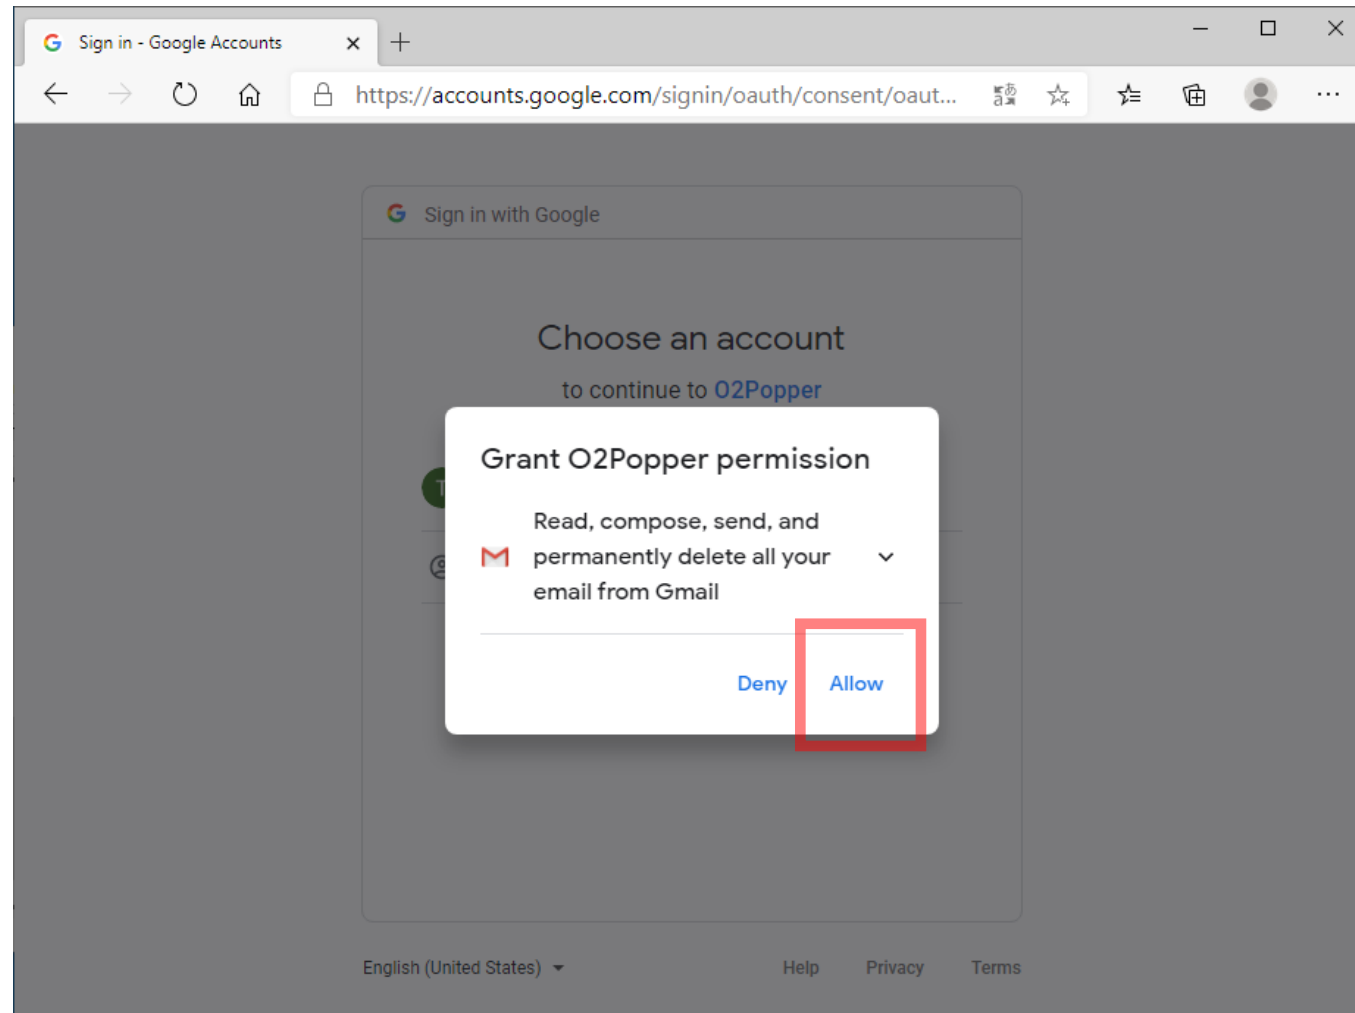 Sign in - Google Accounts
https://accounts.google.com/signin/oauth/consent/oaut...
Sign in with Google
Choose an account
to continue to O2Popper
Grant O2Popper permission
Read, compose, send, and
permanently delete all your
email from Gmail
Deny Allow
English (United States) Help Privacy Terms